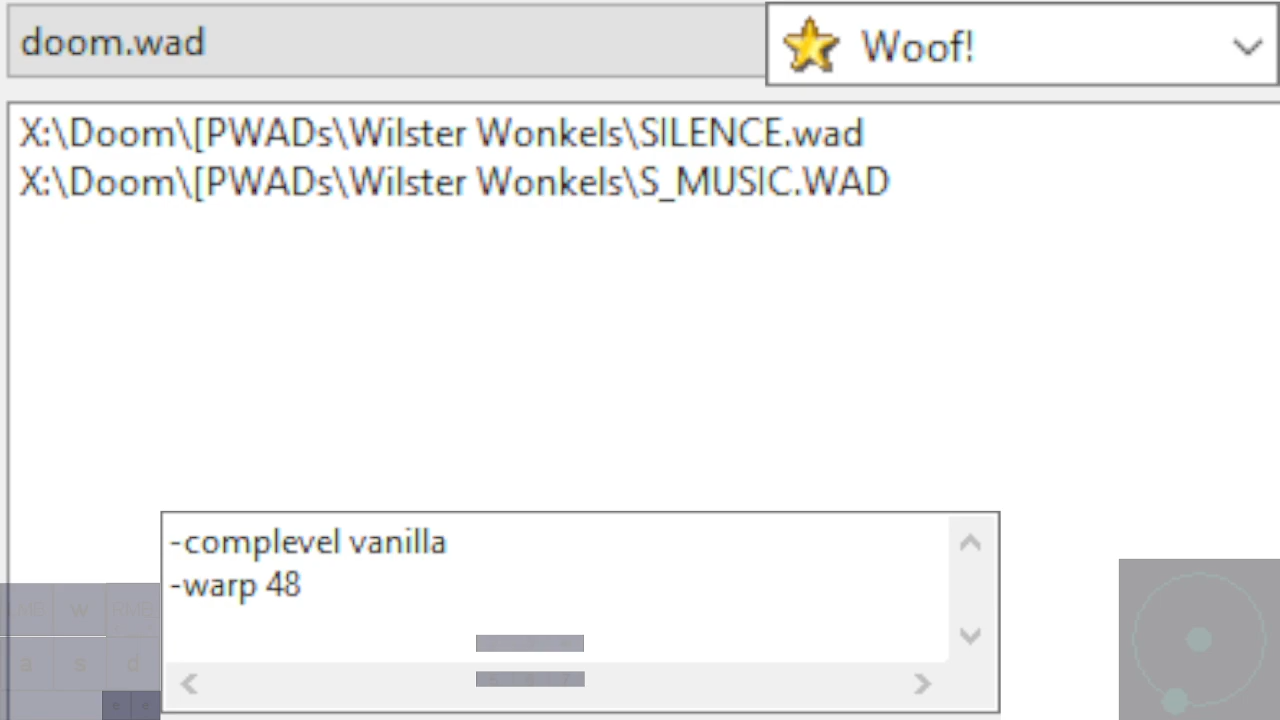 doom.wad
Woof!
X:\Doom\[PWADs\Wilster Wonkels\SILENCE.wad
X:\Doom\[PWADs\Wilster Wonkels\S_MUSIC.WAD
-complevel vanilla
-warp 48
w RMB
a s d
e e